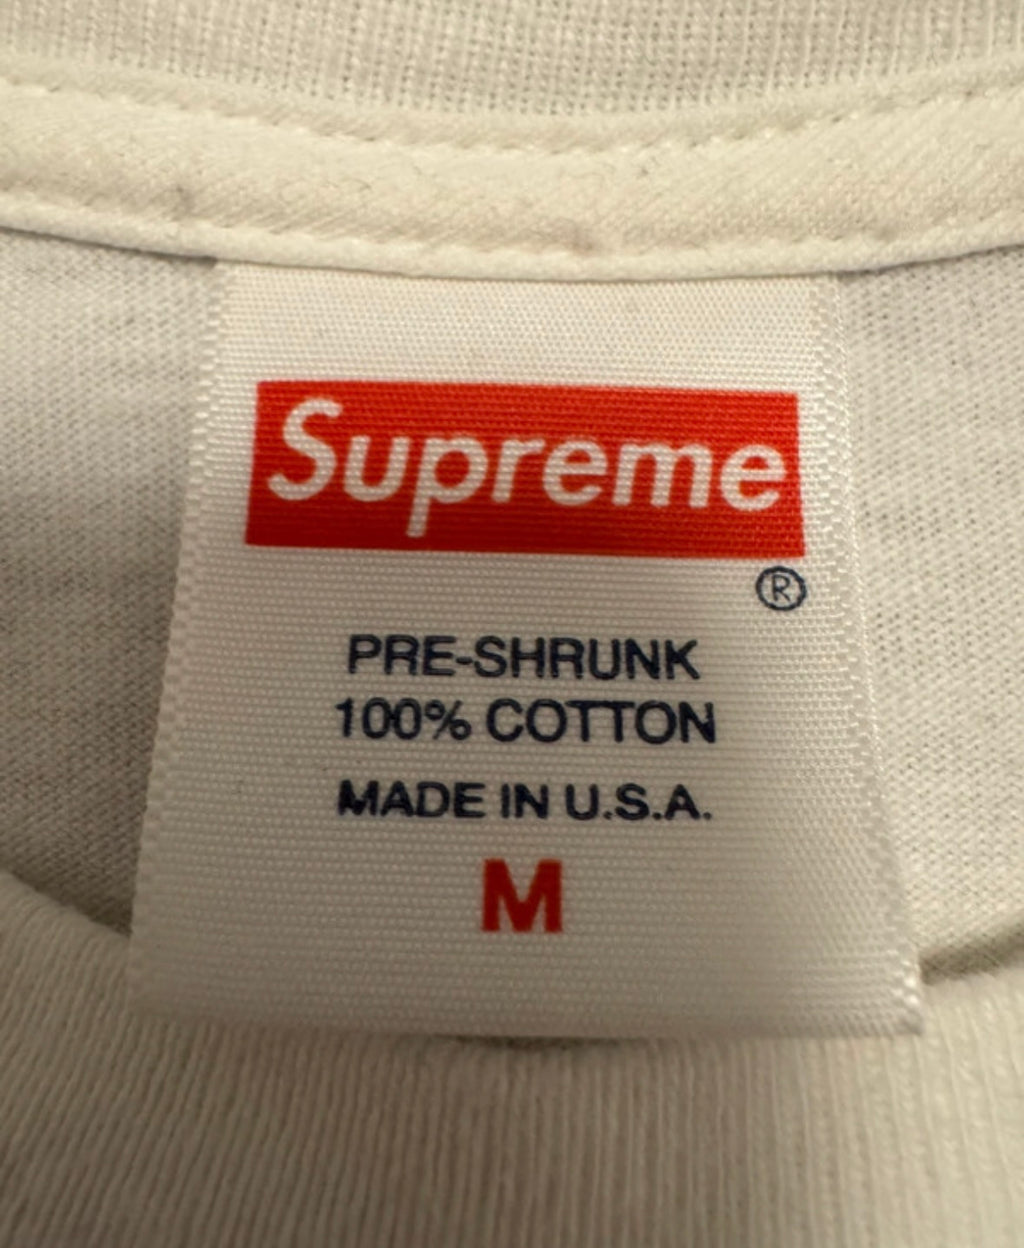 Supreme
®
PRE-SHRUNK
100% COTTON
MADE IN U.S.A.
M